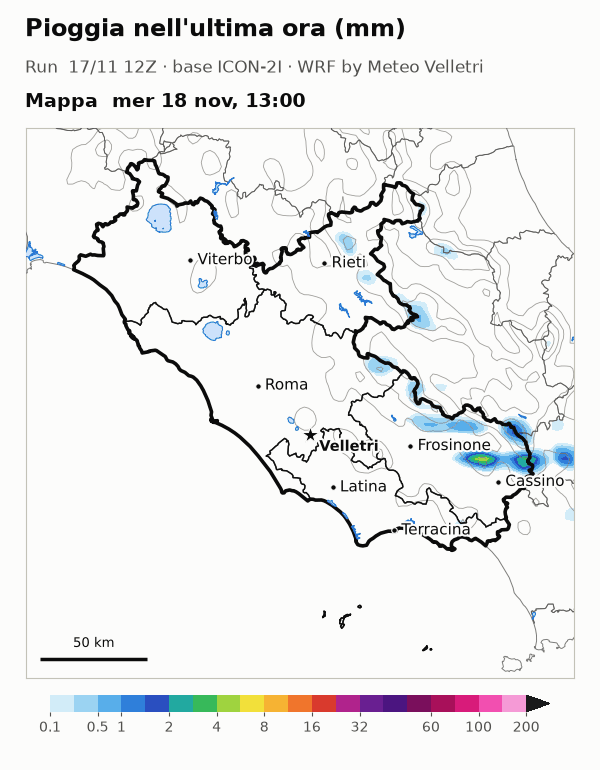 Pioggia nell'ultima ora (mm)
Run  17/11 12Z · base ICON-2I · WRF by Meteo Velletri
Mappa  mer 18 nov, 13:00
Viterbo
Rieti
Roma
Velletri
Frosinone
Latina
Cassino
Terracina
50 km
0.1 0.5 1 2 4 8 16 32 60 100 200